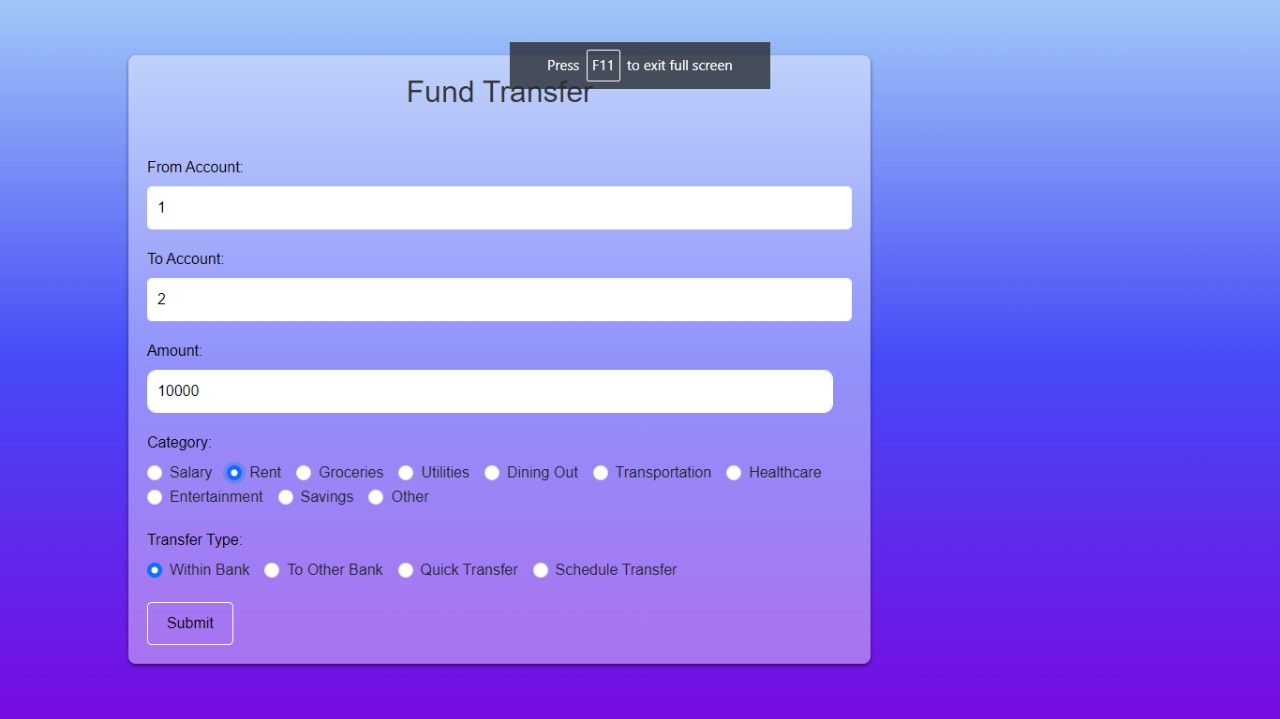 Press F11 to exit full screen
Fund Transfer
From Account:
1
To Account:
2
Amount:
10000
Category:
Salary Rent Groceries Utilities Dining Out Transportation Healthcare
Entertainment Savings Other
Transfer Type:
Within Bank To Other Bank Quick Transfer Schedule Transfer
Submit